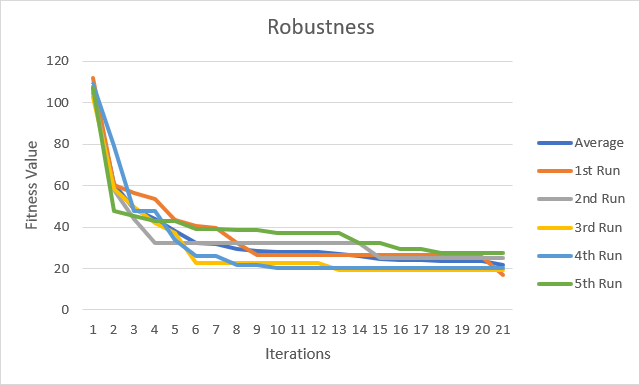 Robustness
120
100
80
60
40
20
0
Fitness Value
1 2 3 4 5 6 7 8 9 10 11 12 13 14 15 16 17 18 19 20 21
Iterations
Average
1st Run
2nd Run
3rd Run
4th Run
5th Run